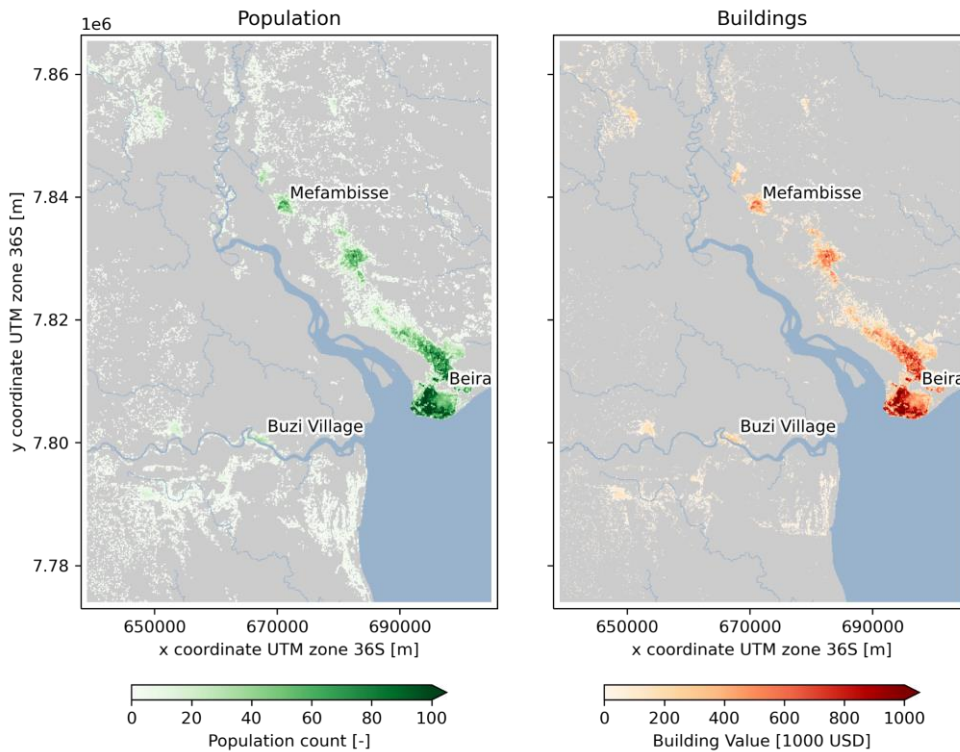 Population
Buildings
1e6
7.86
7.84
7.82
7.80
7.78
y coordinate UTM zone 36S [m]
Mefambisse
Beira
Buzi Village
Mefambisse
Beira
Buzi Village
650000 670000 690000
x coordinate UTM zone 36S [m]
650000 670000 690000
x coordinate UTM zone 36S [m]
0 20 40 60 80 100
Population count [-]
0 200 400 600 800 1000
Building Value [1000 USD]